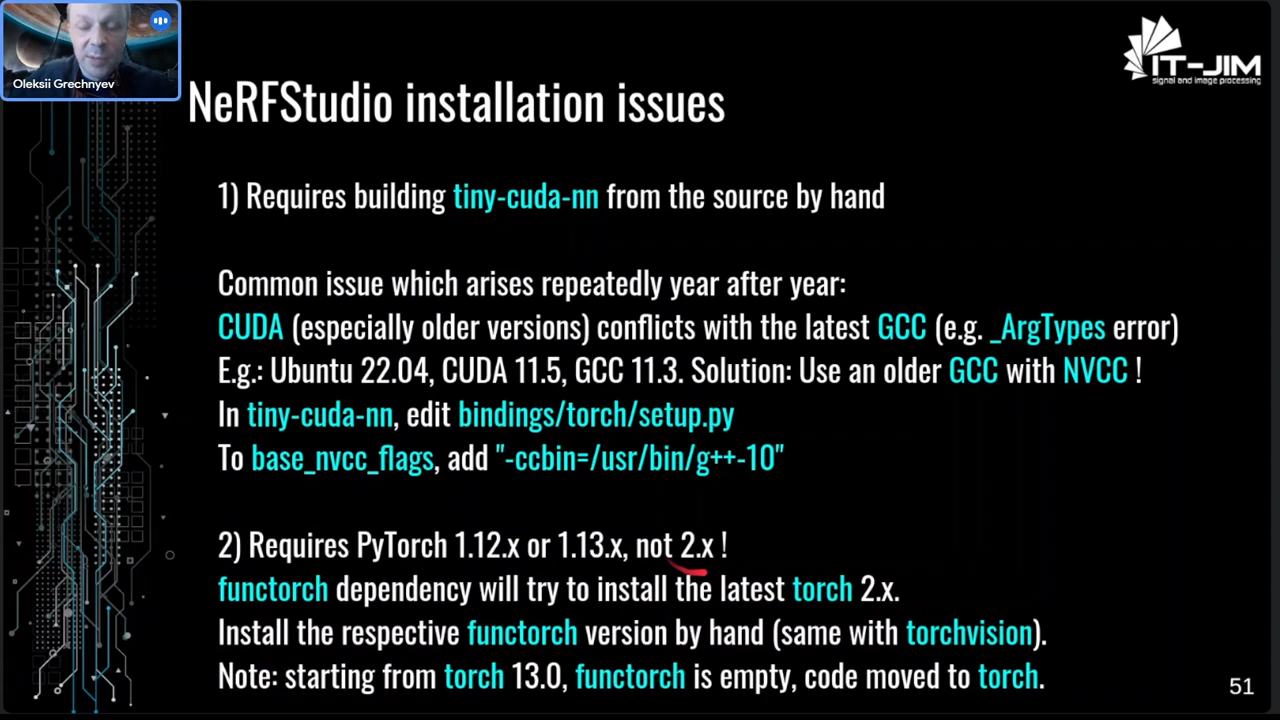 Oleksii Grechnyev
IT-JIM
signal and image processing
NeRFStudio installation issues
1) Requires building tiny-cuda-nn from the source by hand
Common issue which arises repeatedly year after year:
CUDA (especially older versions) conflicts with the latest GCC (e.g. _ArgTypes error)
E.g.: Ubuntu 22.04, CUDA 11.5, GCC 11.3. Solution: Use an older GCC with NVCC !
In tiny-cuda-nn, edit bindings/torch/setup.py
To base_nvcc_flags, add "-ccbin=/usr/bin/g++-10"
2) Requires PyTorch 1.12.x or 1.13.x, not 2.x !
functorch dependency will try to install the latest torch 2.x.
Install the respective functorch version by hand (same with torchvision).
Note: starting from torch 13.0, functorch is empty, code moved to torch.
51